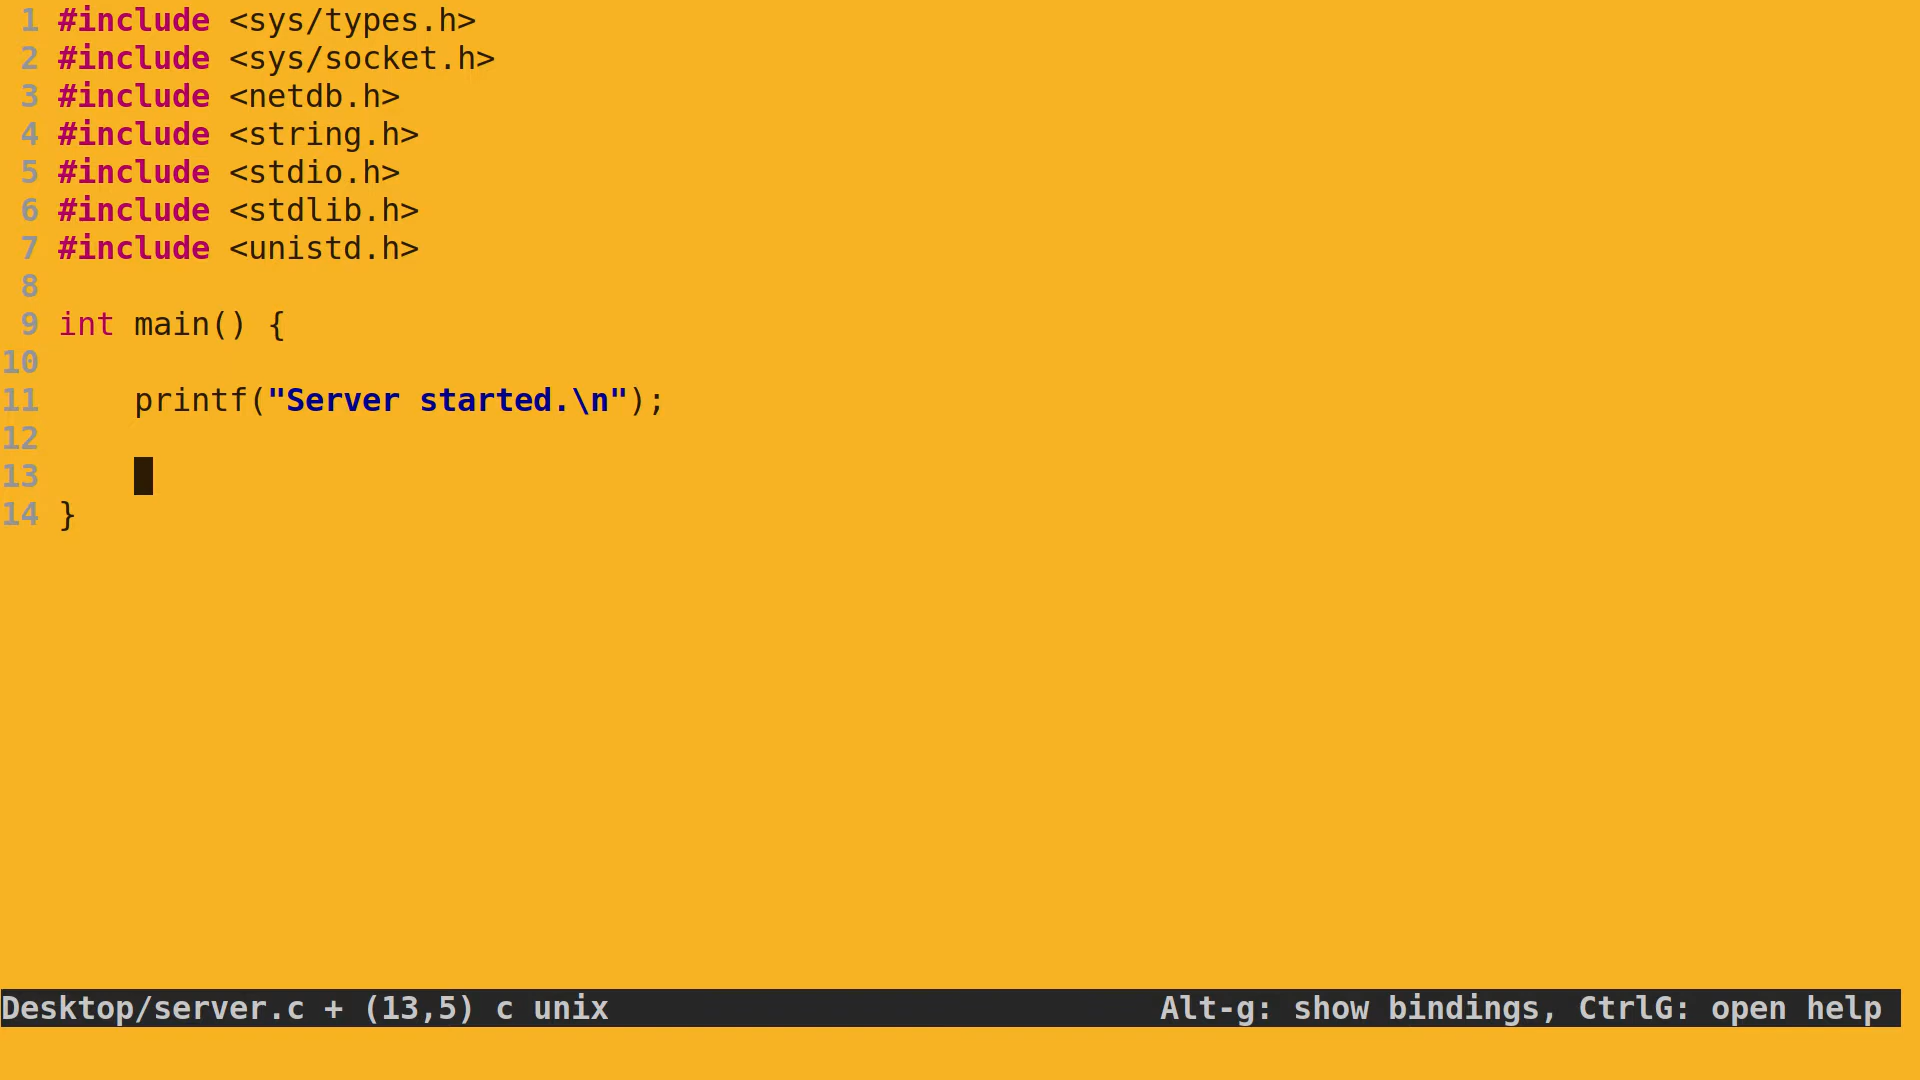 1 #include <sys/types.h>
2 #include <sys/socket.h>
3 #include <netdb.h>
4 #include <string.h>
5 #include <stdio.h>
6 #include <stdlib.h>
7 #include <unistd.h>
8
9 int main() {
10
11     printf("Server started.\n");
12
13
14 }
Desktop/server.c + (13,5) c unix Alt-g: show bindings, CtrlG: open help